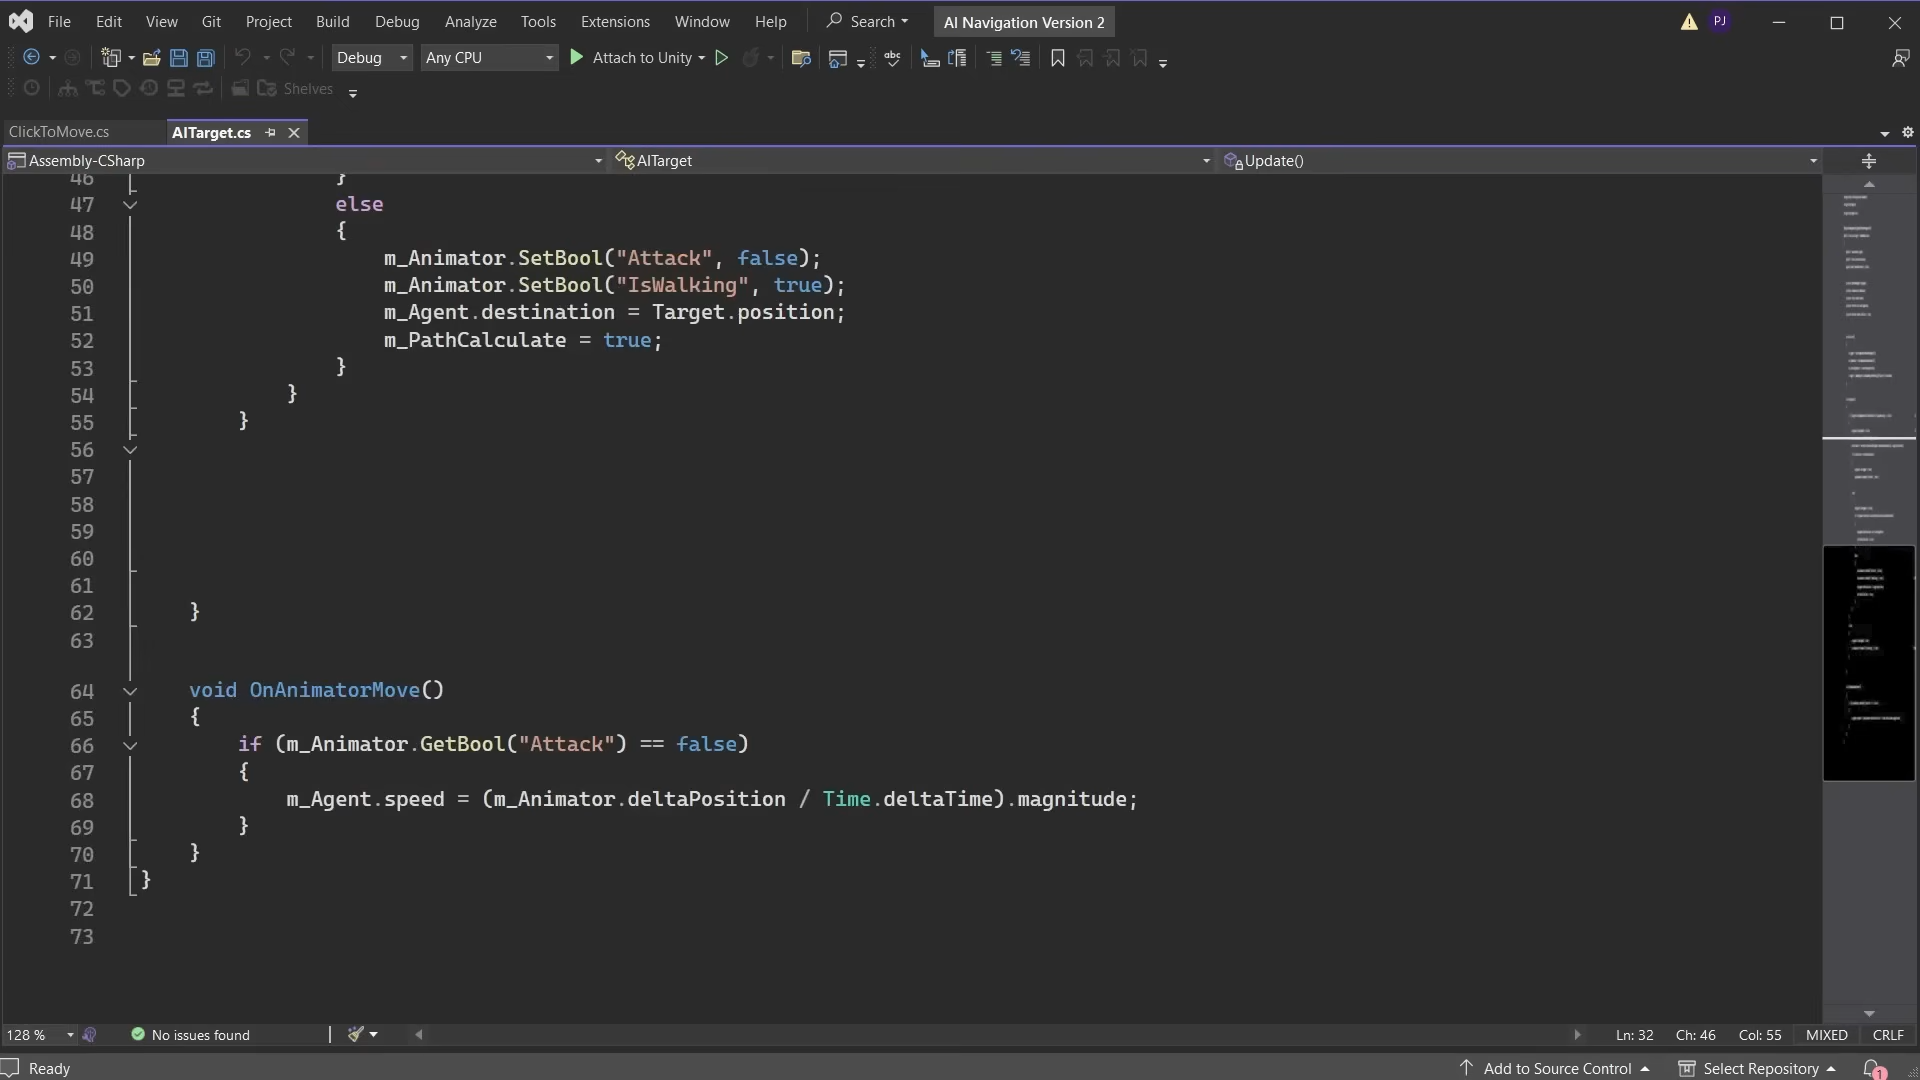 File Edit View Git Project Build Debug Analyze Tools Extensions Window Help Search AI Navigation Version 2 PJ
Debug Any CPU Attach to Unity abc
Shelves
ClickToMove.cs AITarget.cs
Assembly-CSharp AITarget Update()
46 }
47 else
48 {
49 m_Animator.SetBool("Attack", false);
50 m_Animator.SetBool("IsWalking", true);
51 m_Agent.destination = Target.position;
52 m_PathCalculate = true;
53 }
54 }
55 }
56
57
58
59
60
61
62 }
63
64 void OnAnimatorMove()
65 {
66 if (m_Animator.GetBool("Attack") == false)
67 {
68 m_Agent.speed = (m_Animator.deltaPosition / Time.deltaTime).magnitude;
69 }
70 }
71 }
72
73
128 % No issues found Ln: 32 Ch: 46 Col: 55 MIXED CRLF
Ready Add to Source Control Select Repository 1